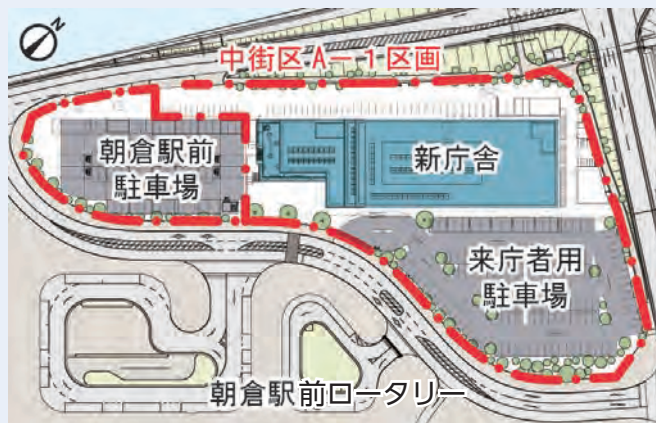 中街区A－1区画
朝倉駅前
駐車場
新庁舎
来庁者用
駐車場
朝倉駅前ロータリー